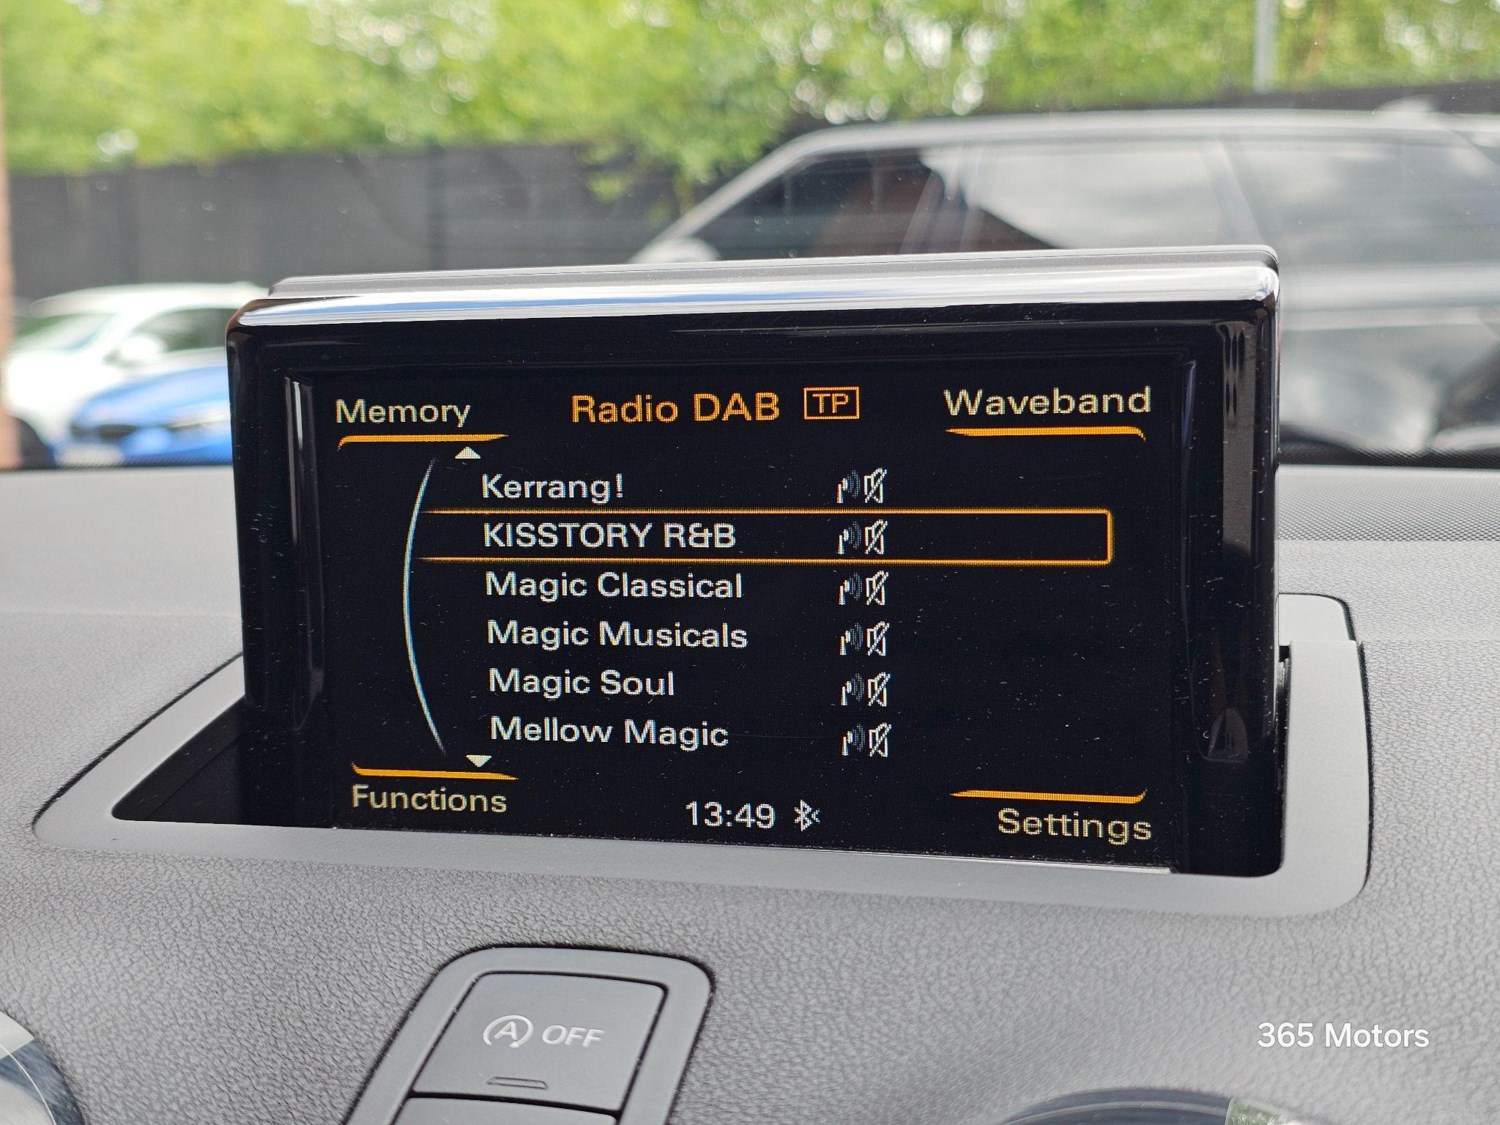 Memory
Radio DAB TP
Waveband
Kerrang!
KISSTORY R&B
Magic Classical
Magic Musicals
Magic Soul
Mellow Magic
Functions
13:49
Settings
A OFF
365 Motors